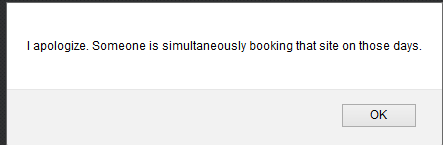 I apologize. Someone is simultaneously booking that site on those days.
OK